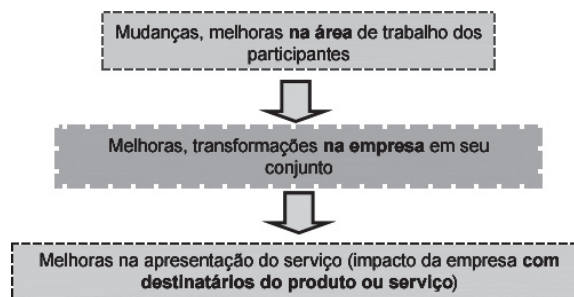 Mudanças, melhoras na área de trabalho dos
participantes
Melhoras, transformações na empresa em seu
conjunto
Melhoras na apresentação do serviço (impacto da empresa com
destinatários do produto ou serviço)